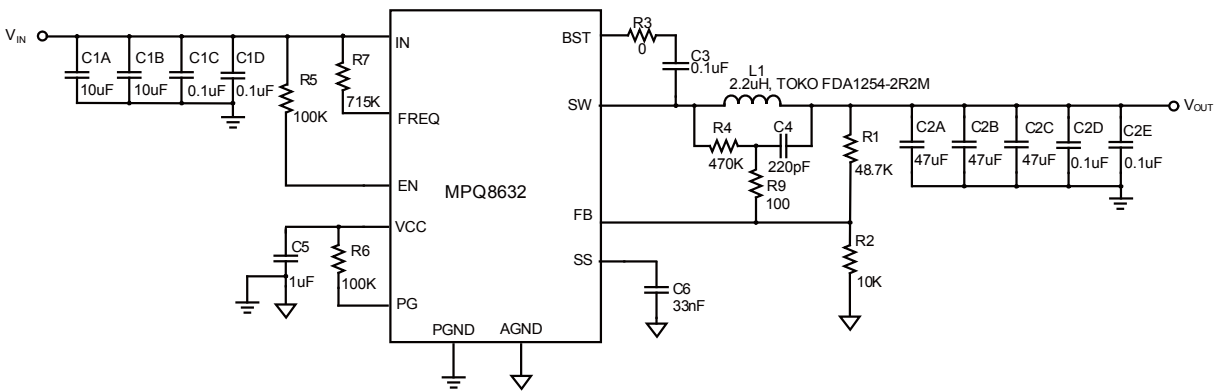 VIN
C1A
10uF
C1B
10uF
C1C
0.1uF
C1D
0.1uF
R5
100K
R7
715K
IN
FREQ
EN
VCC
PG
MPQ8632
PGND
AGND
BST
SW
FB
SS
C5
1uF
R6
100K
R3
0
C3
0.1uF
L1
2.2uH, TOKO FDA1254-2R2M
R4
470K
C4
220pF
R9
100
R1
48.7K
R2
10K
C6
33nF
C2A
47uF
C2B
47uF
C2C
47uF
C2D
0.1uF
C2E
0.1uF
VOUT